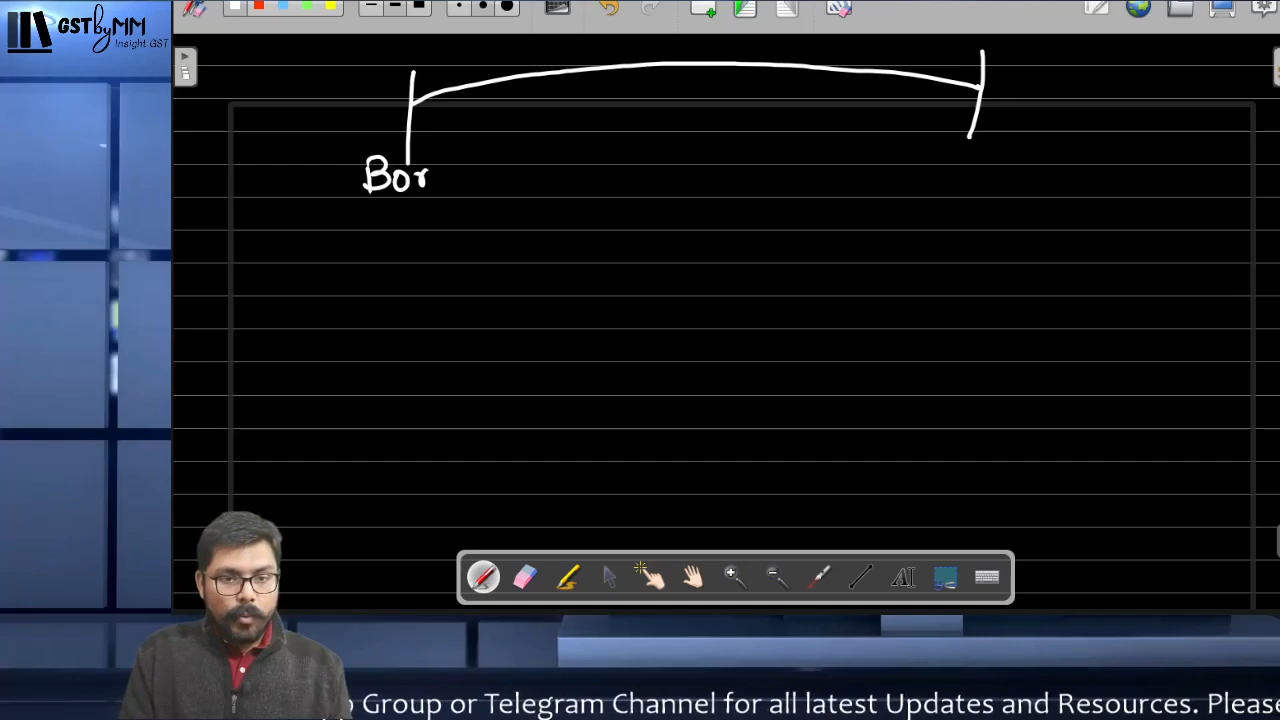 GSTbyMM
Insight GST
Bor
Group or Telegram Channel for all latest Updates and Resources. Please